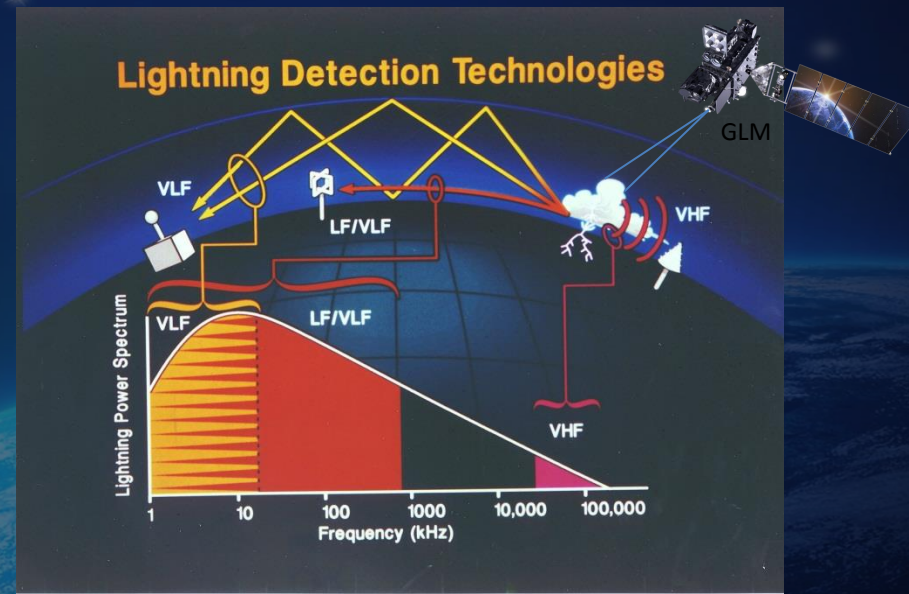 Lightning Detection Technologies
GLM
VLF
LF/VLF
VHF
VLF
LF/VLF
VHF
Lightning Power Spectrum
1
10
100
1000
10,000
100,000
Frequency (kHz)